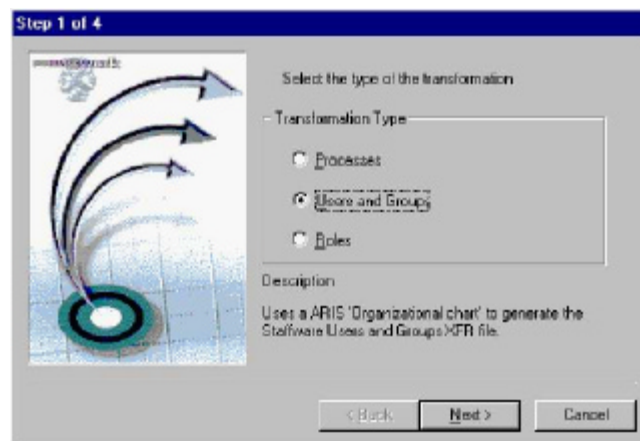 Step 1 of 4
Select the type of the transformation
Transformation Type
Processes
Users and Groups
Roles
Description
Uses a ARIS 'Organizational chart' to generate the
Staffware Users and Groups XFR file.
< Back
Next >
Cancel